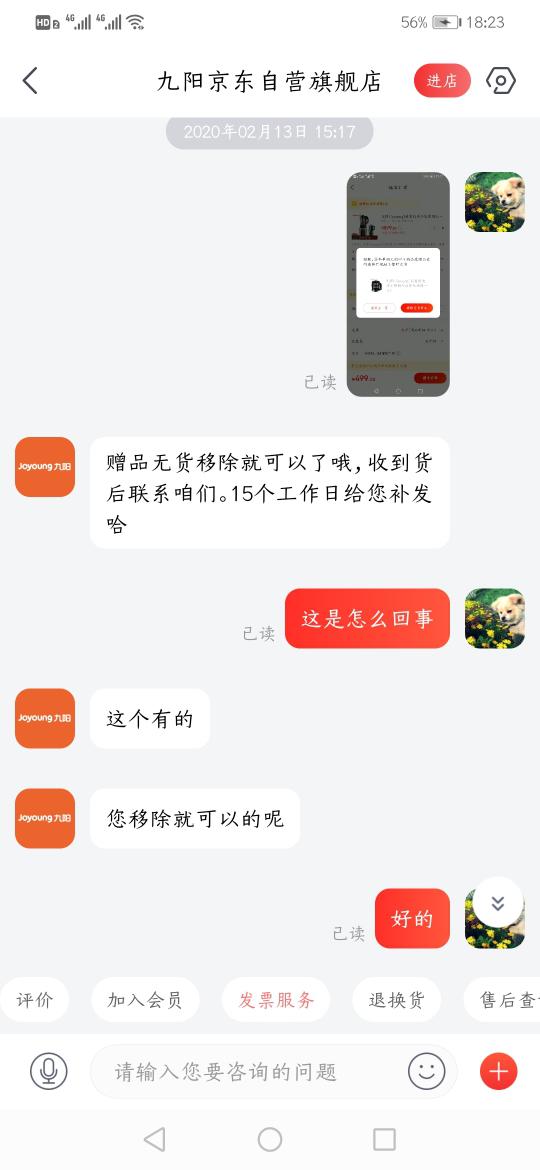 HD 2 4G 4G 56% 18:23
九阳京东自营旗舰店 进店
2020年02月13日 15:17
499
已读
Joyoung九阳
赠品无货移除就可以了哦,收到货
后联系咱们。15个工作日给您补发
哈
这是怎么回事
已读
Joyoung九阳
这个有的
Joyoung九阳
您移除就可以的呢
好的
已读
评价 加入会员 发票服务 退换货 售后查
请输入您要咨询的问题